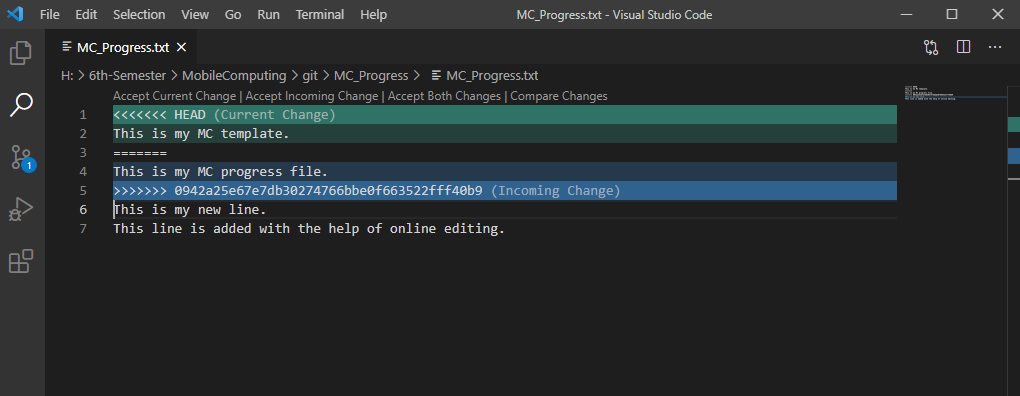 File Edit Selection View Go Run Terminal Help MC_Progress.txt - Visual Studio Code
MC_Progress.txt
H: > 6th-Semester > MobileComputing > git > MC_Progress > MC_Progress.txt
Accept Current Change | Accept Incoming Change | Accept Both Changes | Compare Changes
1 <<<<<<< HEAD (Current Change)
2 This is my MC template.
3 =======
4 This is my MC progress file.
5 >>>>>>> 0942a25e67e7db30274766bbe0f663522fff40b9 (Incoming Change)
1
6 This is my new line.
7 This line is added with the help of online editing.